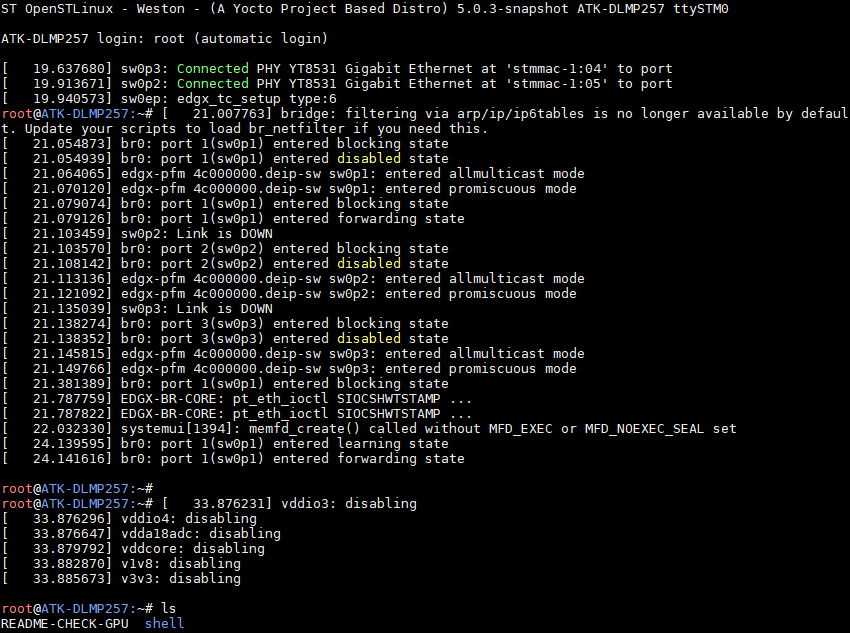 ST OpenSTLinux - Weston - (A Yocto Project Based Distro) 5.0.3-snapshot ATK-DLMP257 ttySTM0
ATK-DLMP257 login: root (automatic login)
[   19.637680] sw0p3: Connected PHY YT8531 Gigabit Ethernet at 'stmmac-1:04' to port
[   19.913671] sw0p2: Connected PHY YT8531 Gigabit Ethernet at 'stmmac-1:05' to port
[   19.940573] sw0ep: edgx_tc_setup type:6
root@ATK-DLMP257:~# [   21.007763] bridge: filtering via arp/ip/ip6tables is no longer available by defaul
t. Update your scripts to load br_netfilter if you need this.
[   21.054873] br0: port 1(sw0p1) entered blocking state
[   21.054939] br0: port 1(sw0p1) entered disabled state
[   21.064065] edgx-pfm 4c000000.deip-sw sw0p1: entered allmulticast mode
[   21.070120] edgx-pfm 4c000000.deip-sw sw0p1: entered promiscuous mode
[   21.079074] br0: port 1(sw0p1) entered blocking state
[   21.079126] br0: port 1(sw0p1) entered forwarding state
[   21.103459] sw0p2: Link is DOWN
[   21.103570] br0: port 2(sw0p2) entered blocking state
[   21.108142] br0: port 2(sw0p2) entered disabled state
[   21.113136] edgx-pfm 4c000000.deip-sw sw0p2: entered allmulticast mode
[   21.121092] edgx-pfm 4c000000.deip-sw sw0p2: entered promiscuous mode
[   21.135039] sw0p3: Link is DOWN
[   21.138274] br0: port 3(sw0p3) entered blocking state
[   21.138352] br0: port 3(sw0p3) entered disabled state
[   21.145815] edgx-pfm 4c000000.deip-sw sw0p3: entered allmulticast mode
[   21.149766] edgx-pfm 4c000000.deip-sw sw0p3: entered promiscuous mode
[   21.381389] br0: port 1(sw0p1) entered blocking state
[   21.787759] EDGX-BR-CORE: pt_eth_ioctl SIOCSHWTSTAMP ...
[   21.787822] EDGX-BR-CORE: pt_eth_ioctl SIOCSHWTSTAMP ...
[   22.032330] systemui[1394]: memfd_create() called without MFD_EXEC or MFD_NOEXEC_SEAL set
[   24.139595] br0: port 1(sw0p1) entered learning state
[   24.141616] br0: port 1(sw0p1) entered forwarding state
root@ATK-DLMP257:~#
root@ATK-DLMP257:~# [   33.876231] vddio3: disabling
[   33.876296] vddio4: disabling
[   33.876647] vdda18adc: disabling
[   33.879792] vddcore: disabling
[   33.882870] v1v8: disabling
[   33.885673] v3v3: disabling
root@ATK-DLMP257:~# ls
README-CHECK-GPU  shell